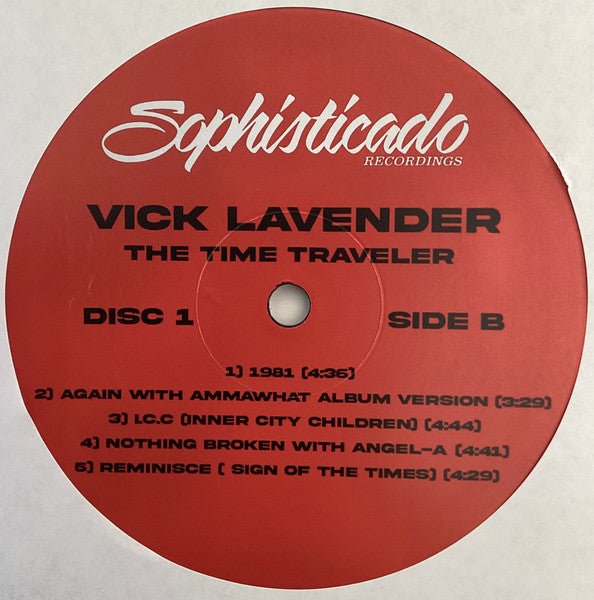 Sophisticado
RECORDINGS
VICK LAVENDER
THE TIME TRAVELER
DISC 1 SIDE B
1) 1981 (4:36)
2) AGAIN WITH AMMAWHAT ALBUM VERSION (3:29)
3) I.C.C (INNER CITY CHILDREN) (4:44)
4) NOTHING BROKEN WITH ANGEL-A (4:41)
5) REMINISCE ( SIGN OF THE TIMES) (4:29)